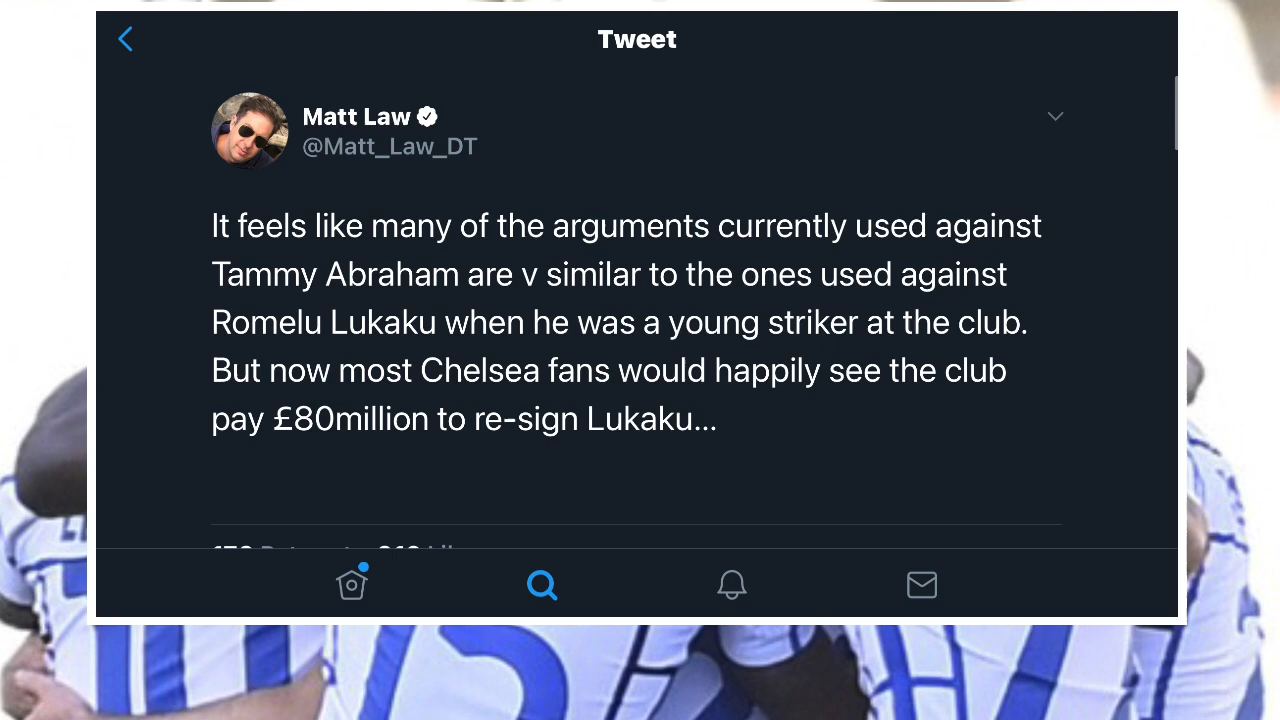 Tweet
Matt Law
@Matt_Law_DT
It feels like many of the arguments currently used against
Tammy Abraham are v similar to the ones used against
Romelu Lukaku when he was a young striker at the club.
But now most Chelsea fans would happily see the club
pay £80million to re-sign Lukaku...